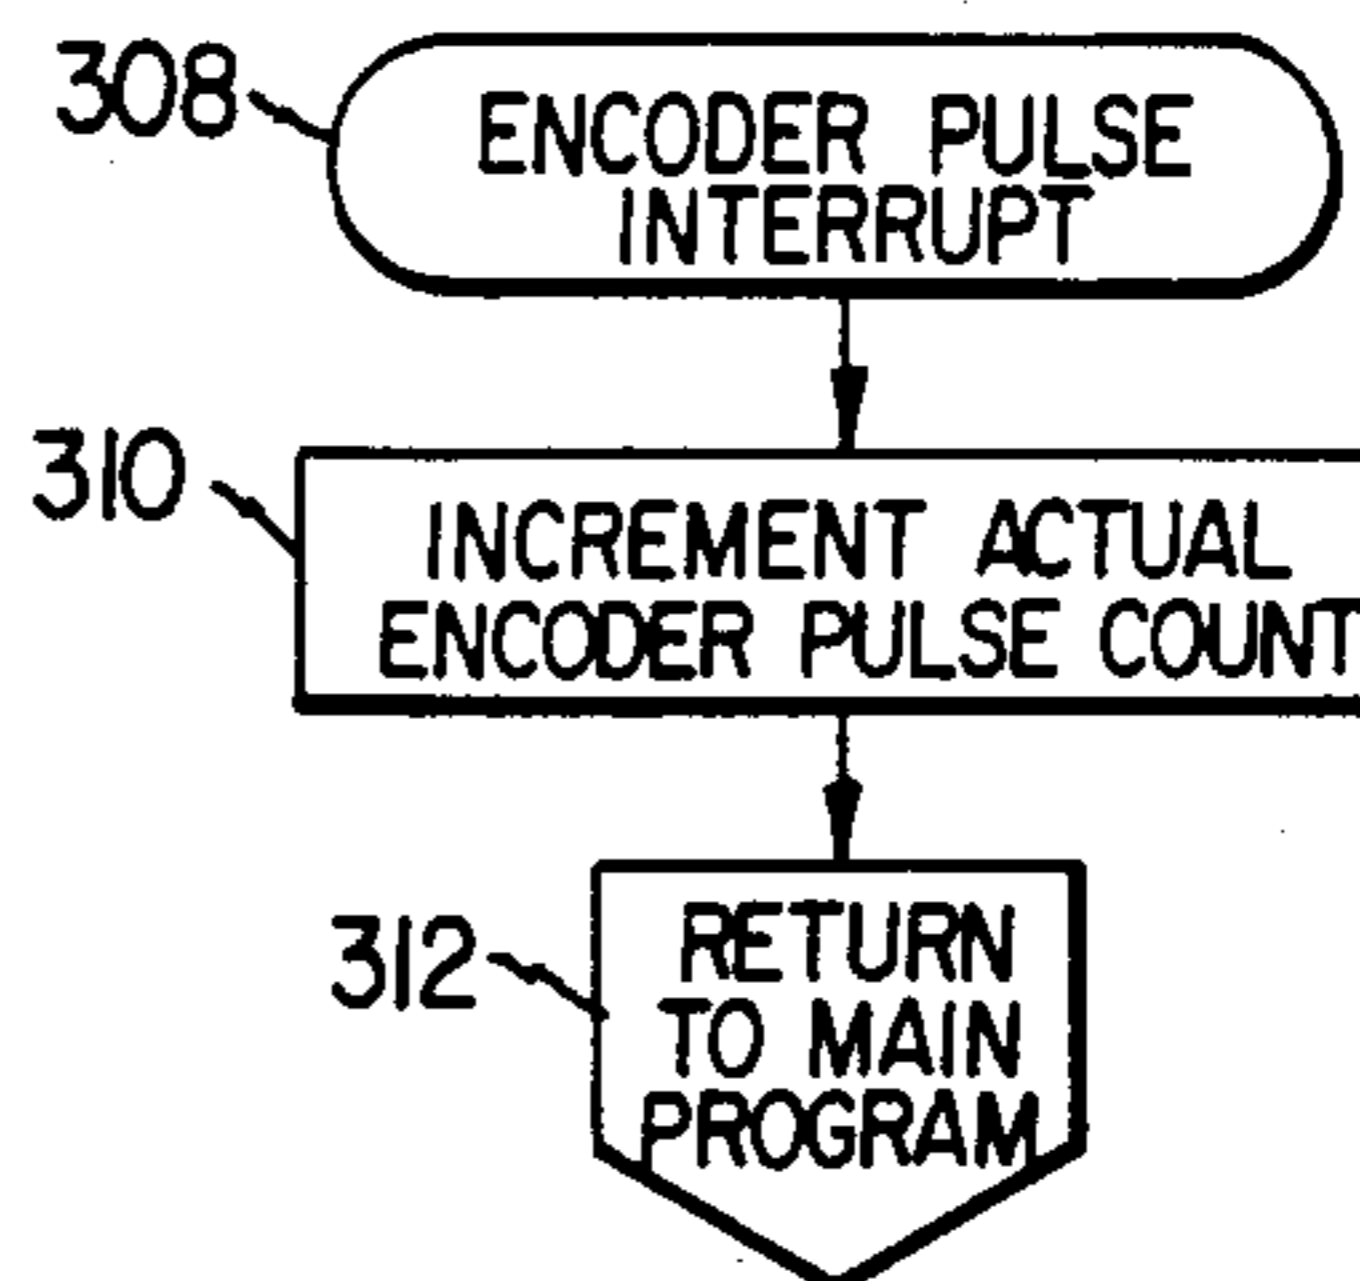 308
ENCODER PULSE
INTERRUPT
310
INCREMENT ACTUAL
ENCODER PULSE COUNT
312
RETURN
TO MAIN
PROGRAM